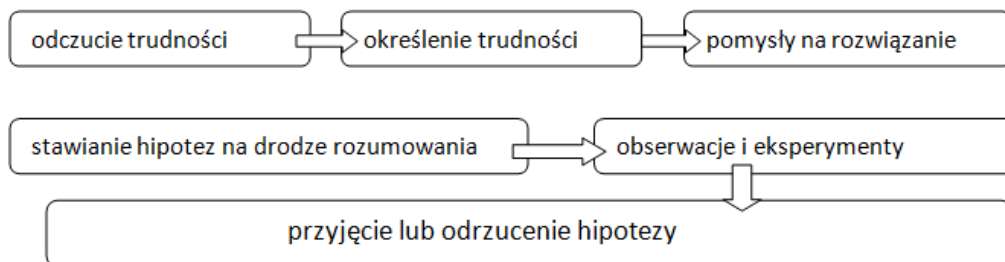 odczucie trudności
określenie trudności
pomysły na rozwiązanie
stawianie hipotez na drodze rozumowania
obserwacje i eksperymenty
przyjęcie lub odrzucenie hipotezy